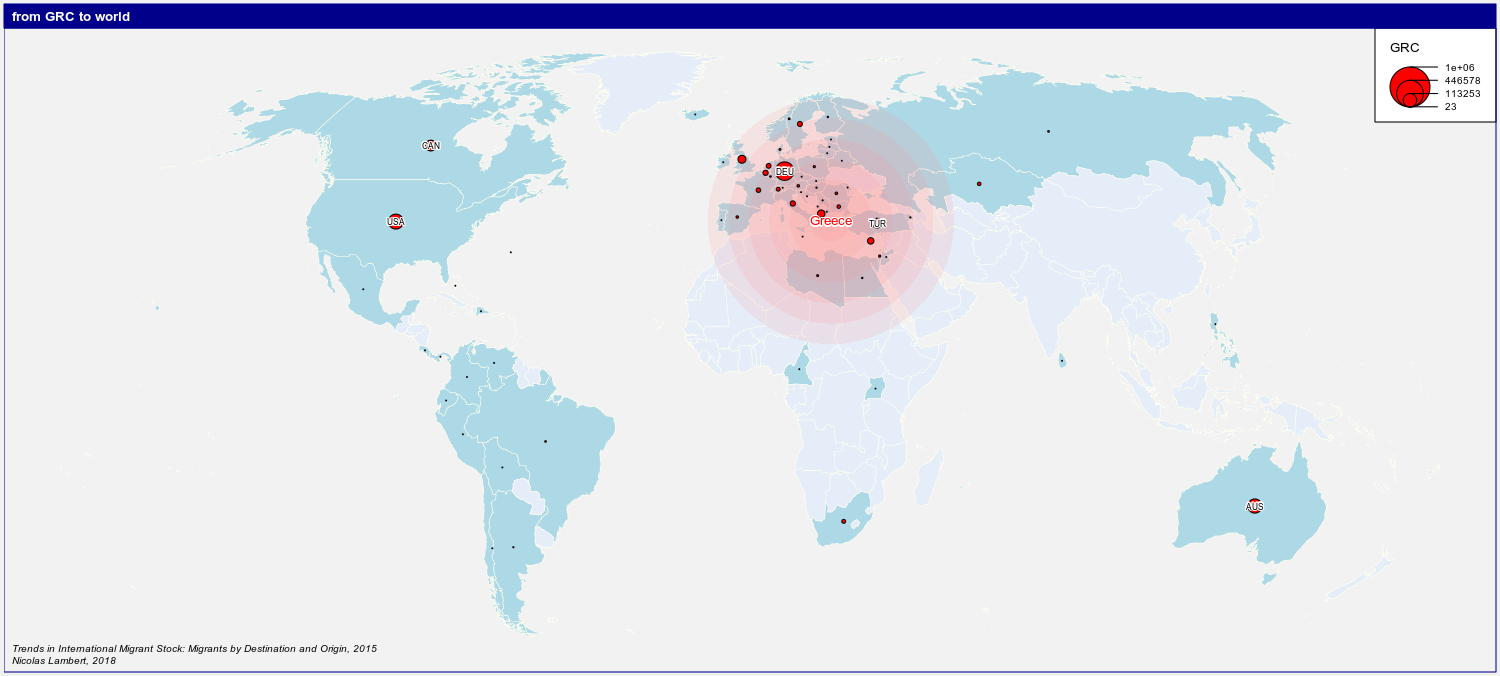 from GRC to world
GRC
1e+06
446578
113253
23
CAN
DEU
USA
Greece
TUR
AUS
Trends in International Migrant Stock: Migrants by Destination and Origin, 2015
Nicolas Lambert, 2018